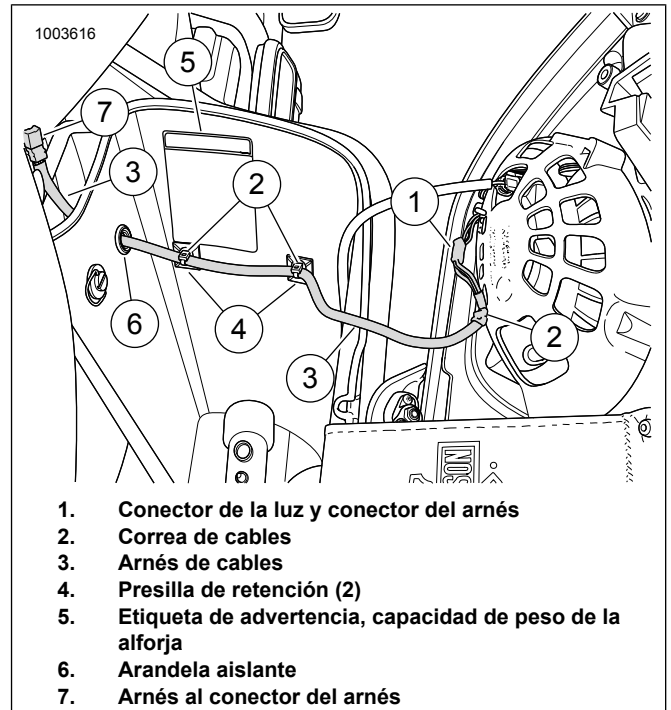 1003616
5
7
3
2
1
6
4
3
2
SON
1. Conector de la luz y conector del arnés
2. Correa de cables
3. Arnés de cables
4. Presilla de retención (2)
5. Etiqueta de advertencia, capacidad de peso de la
alforja
6. Arandela aislante
7. Arnés al conector del arnés